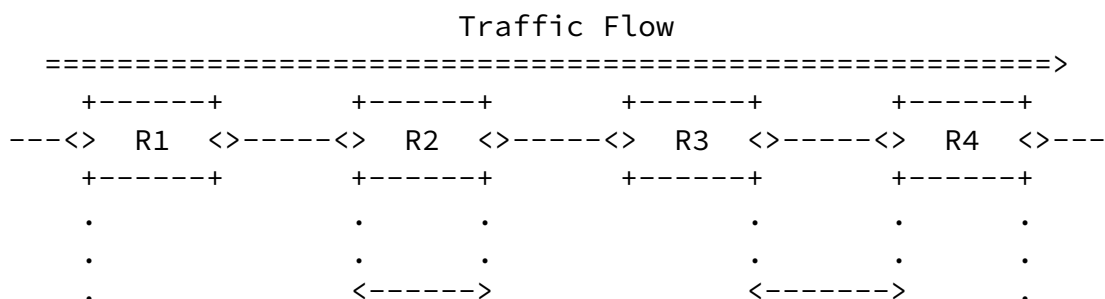 Traffic Flow
  ========================================================>
    +------+       +------+       +------+       +------+
---<>  R1  <>-----<>  R2  <>-----<>  R3  <>-----<>  R4  <>---
    +------+       +------+       +------+       +------+
    .              .      .                      .       .      .
    .              .      .                      .       .      .
    .              <------>                      <------->      .